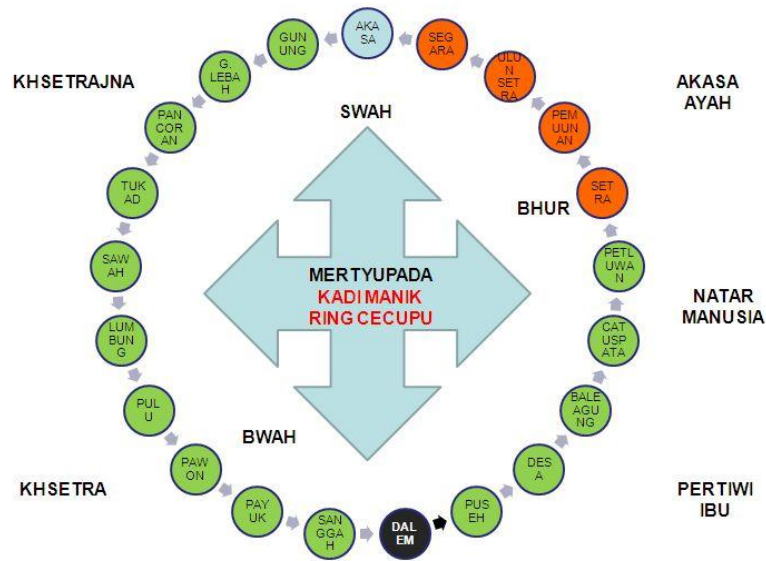 AKA
SA
SEG
ARA
ULU
N
SET
RA
PEM
UUN
AN
SET
RA
PETL
UWA
N
CAT
USP
ATA
BALE
AGU
NG
DES
A
PUS
EH
DAL
EM
SAN
GGA
H
PAY
UK
PAW
ON
PUL
U
LUM
BUN
G
SAW
AH
TUK
AD
PAN
COR
AN
G.
LEBA
H
GUN
UNG
KHSETRAJNA
AKASA
AYAH
SWAH
BHUR
MERTYUPADA
KADI MANIK
RING CECUPU
NATAR
MANUSIA
BWAH
KHSETRA
PERTIWI
IBU